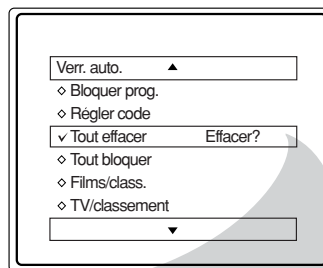 Verr. auto.
Bloquer prog.
Régler code
Tout effacer Effacer?
Tout bloquer
Films/class.
TV/classement